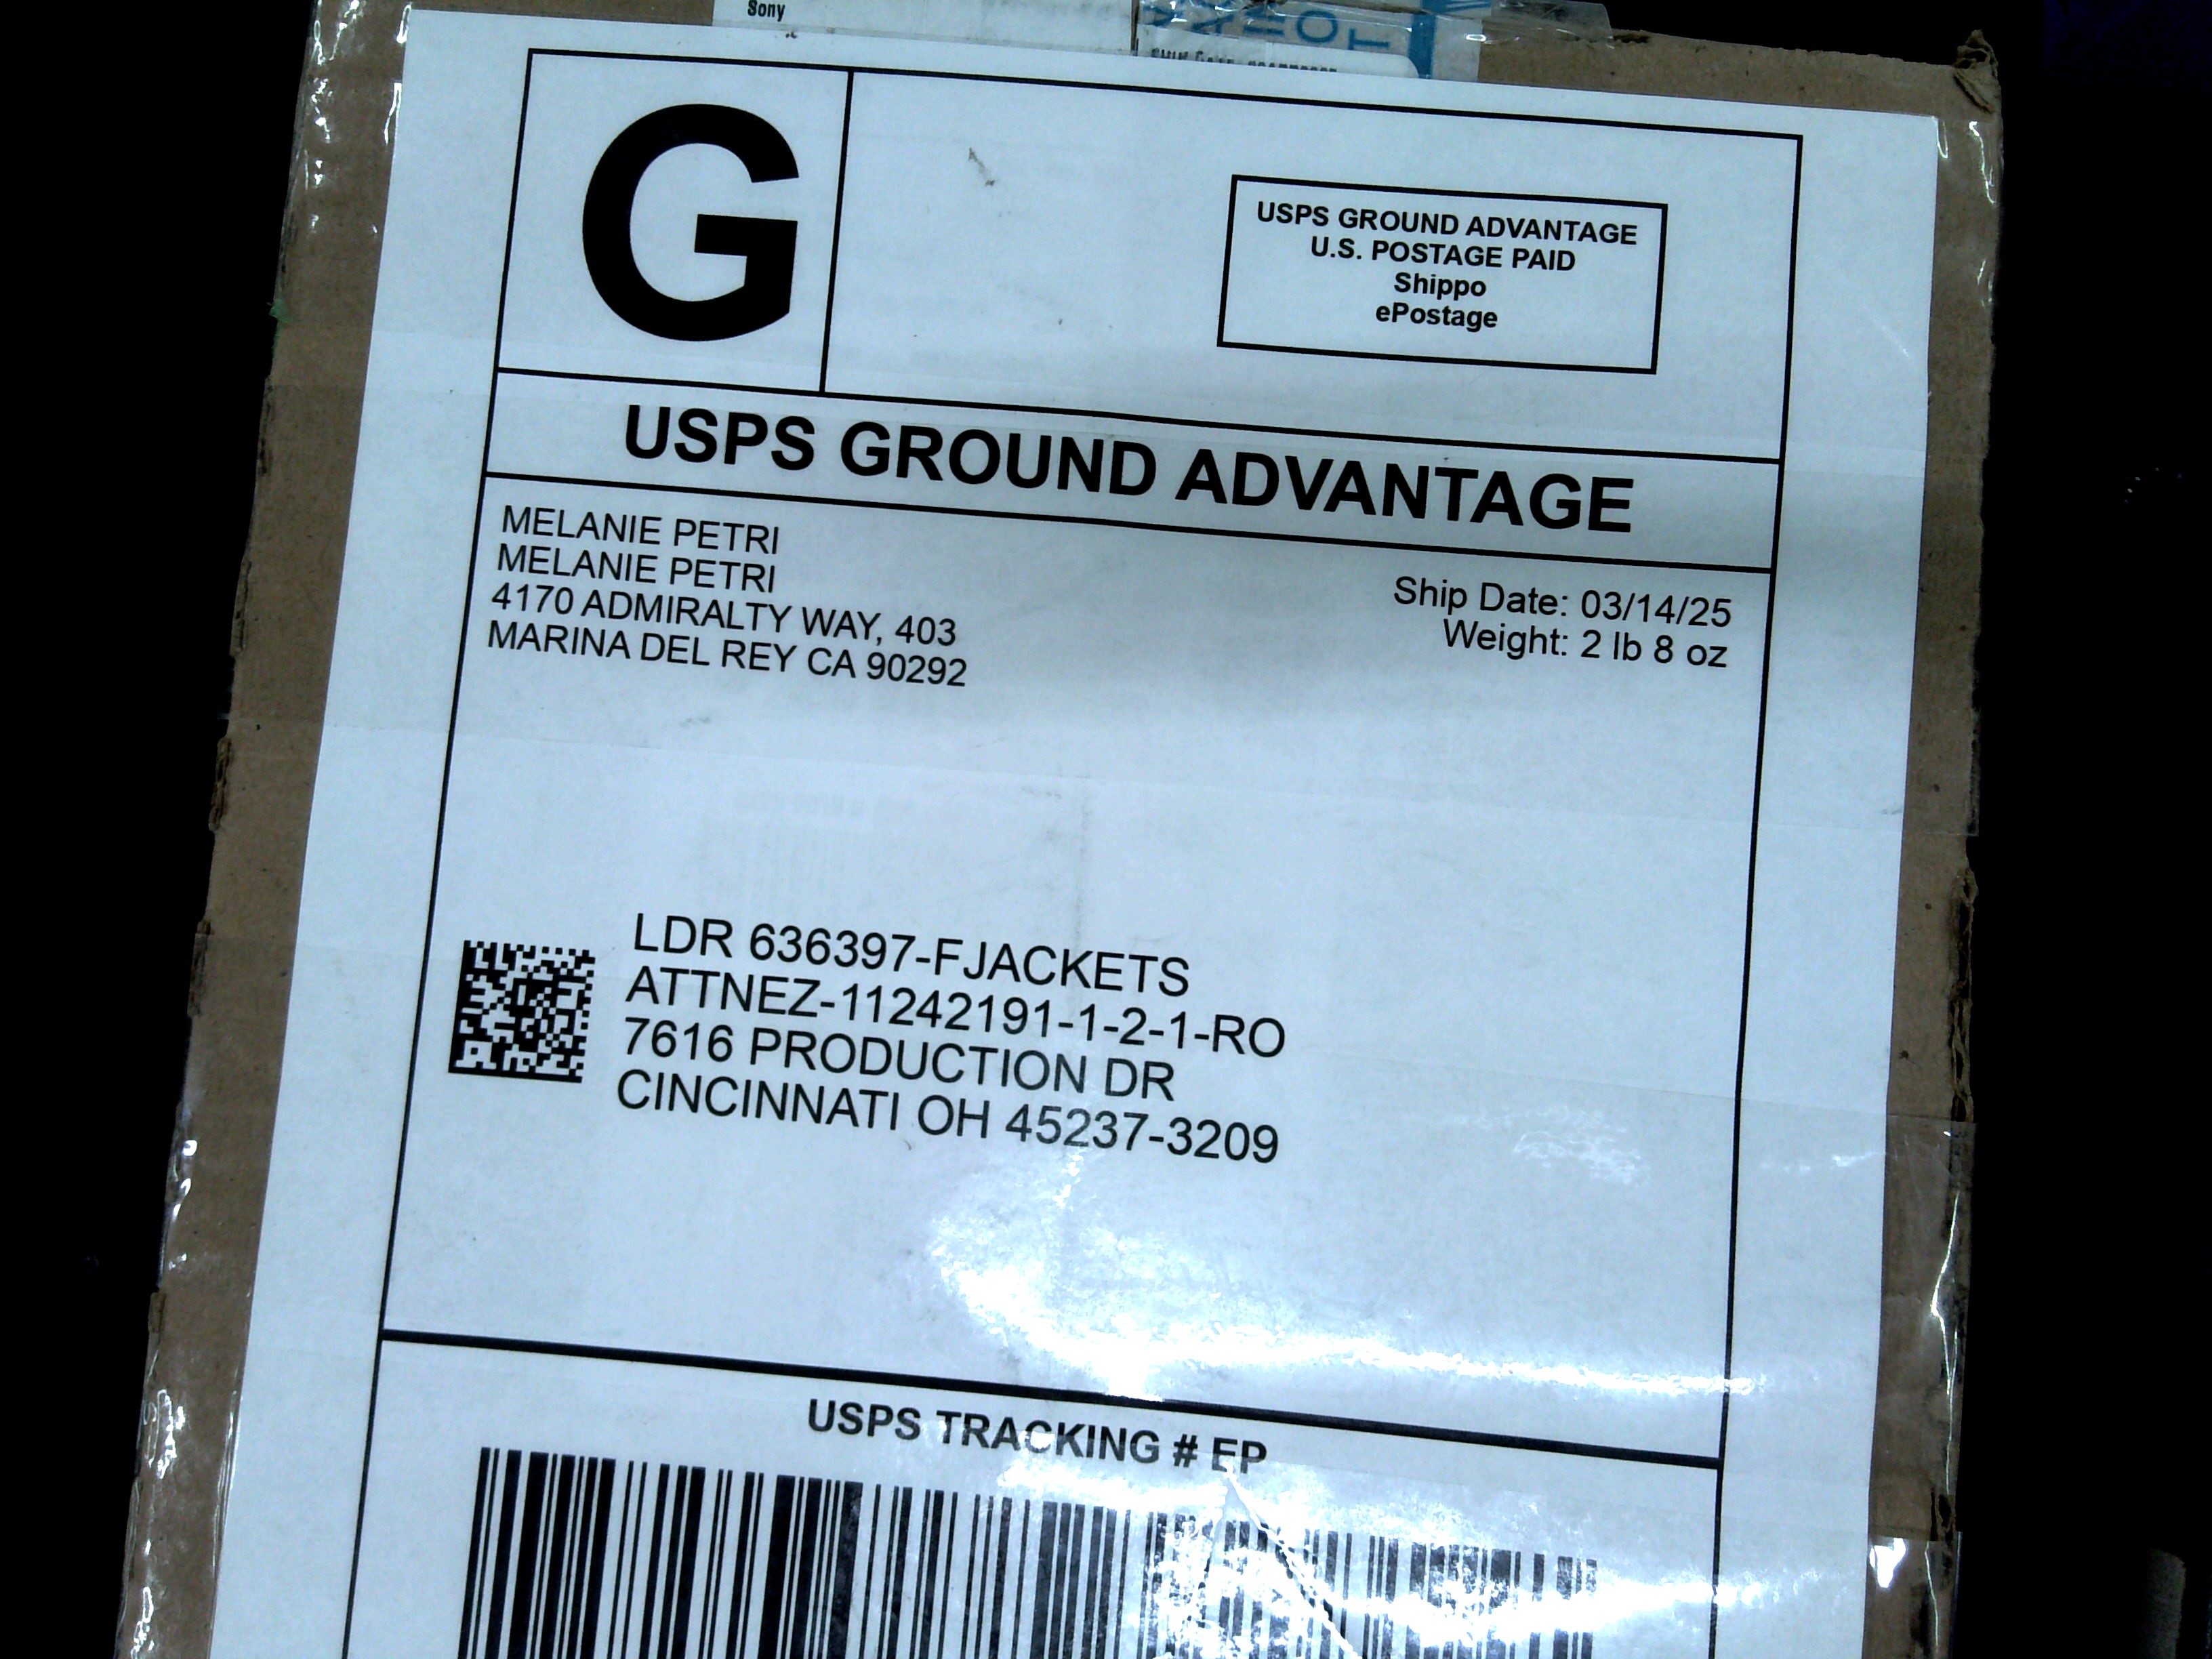 Sony
G
USPS GROUND ADVANTAGE
U.S. POSTAGE PAID
Shippo
ePostage
USPS GROUND ADVANTAGE
MELANIE PETRI
MELANIE PETRI
4170 ADMIRALTY WAY, 403
MARINA DEL REY CA 90292
Ship Date: 03/14/25
Weight: 2 lb 8 oz
LDR 636397-FJACKETS
ATTNEZ-11242191-1-2-1-RO
7616 PRODUCTION DR
CINCINNATI OH 45237-3209
USPS TRACKING # EP